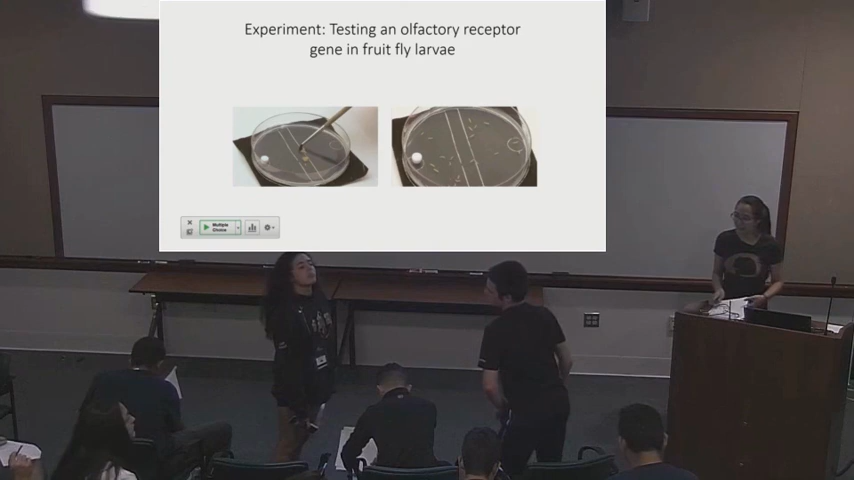 Experiment: Testing an olfactory receptor
gene in fruit fly larvae
Multiple
Choice